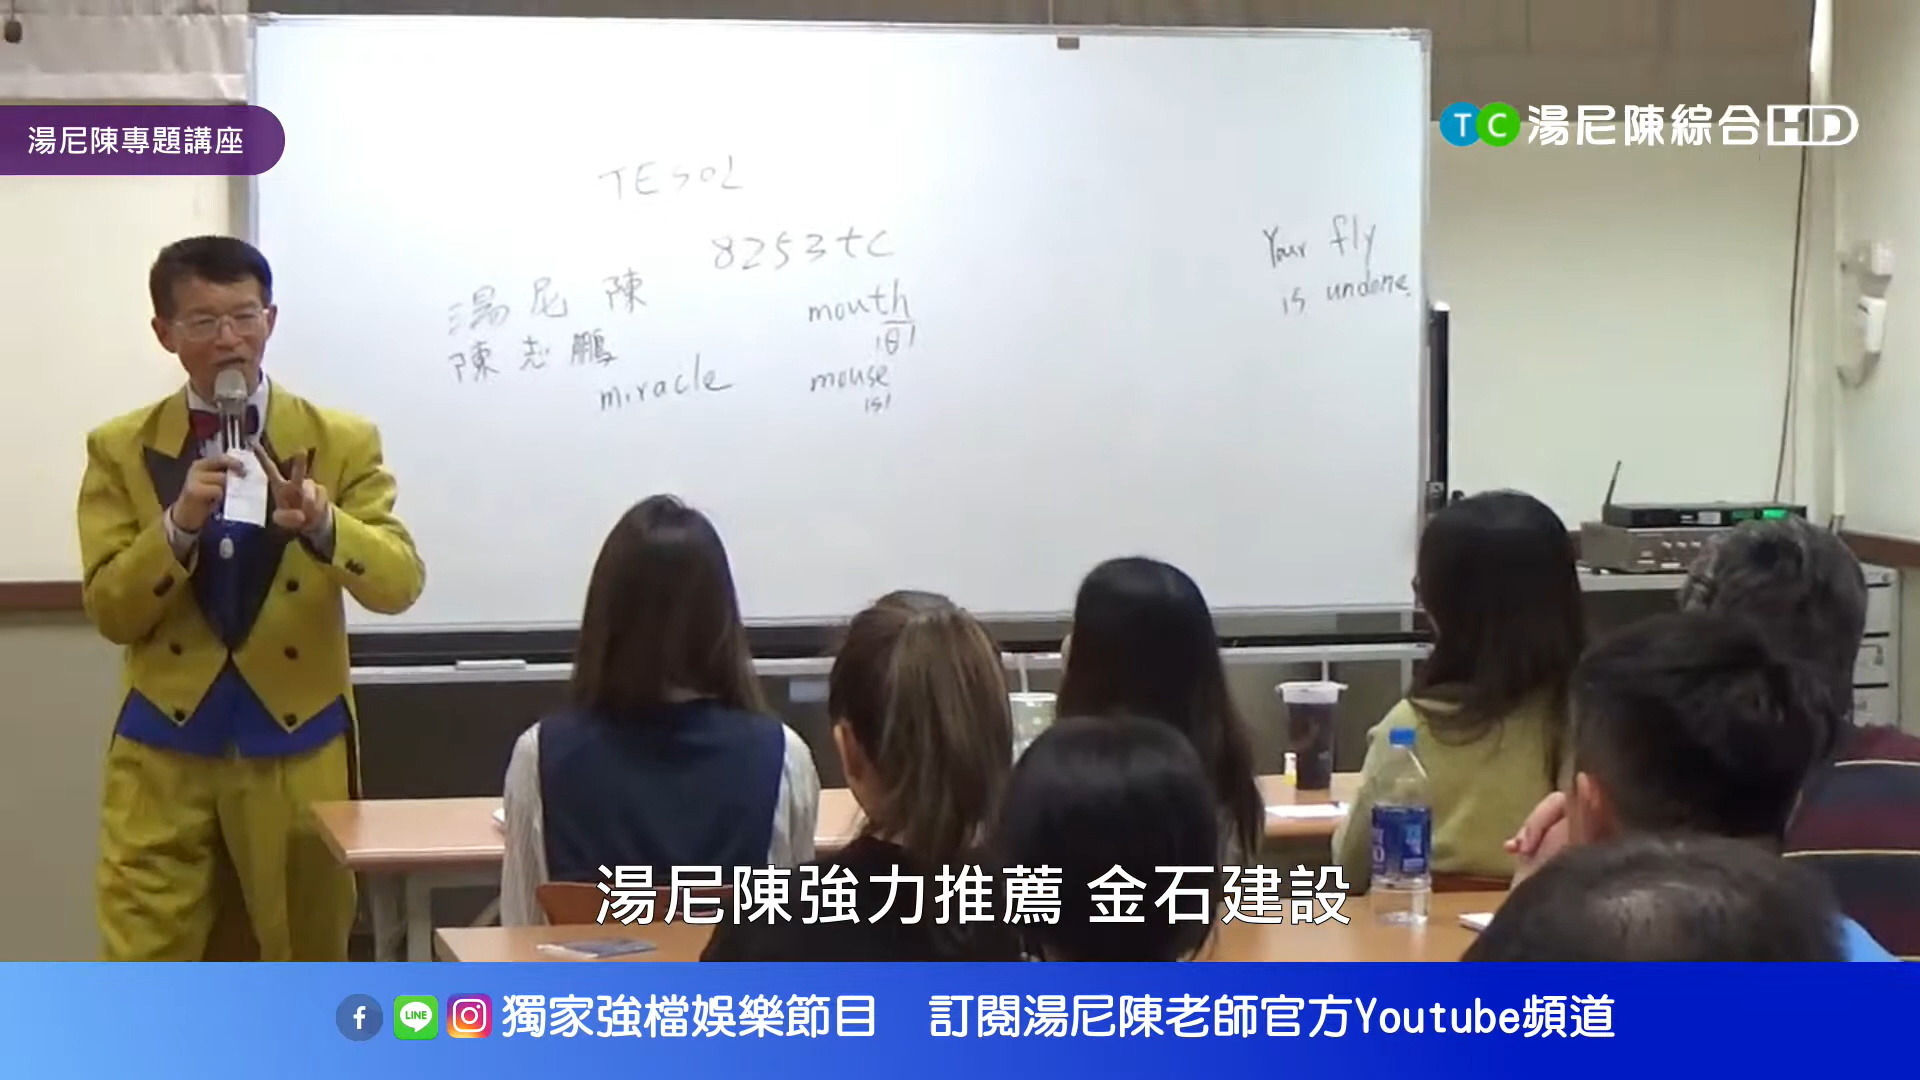 湯尼陳專題講座
TC 湯尼陳綜合HD
TESOL
8253tc
湯尼陳
陳志鵬
miracle
mouth
/θ/
mouse
/s/
Your fly
is undone.
湯尼陳強力推薦 金石建設
LINE
獨家強檔娛樂節目 訂閱湯尼陳老師官方Youtube頻道